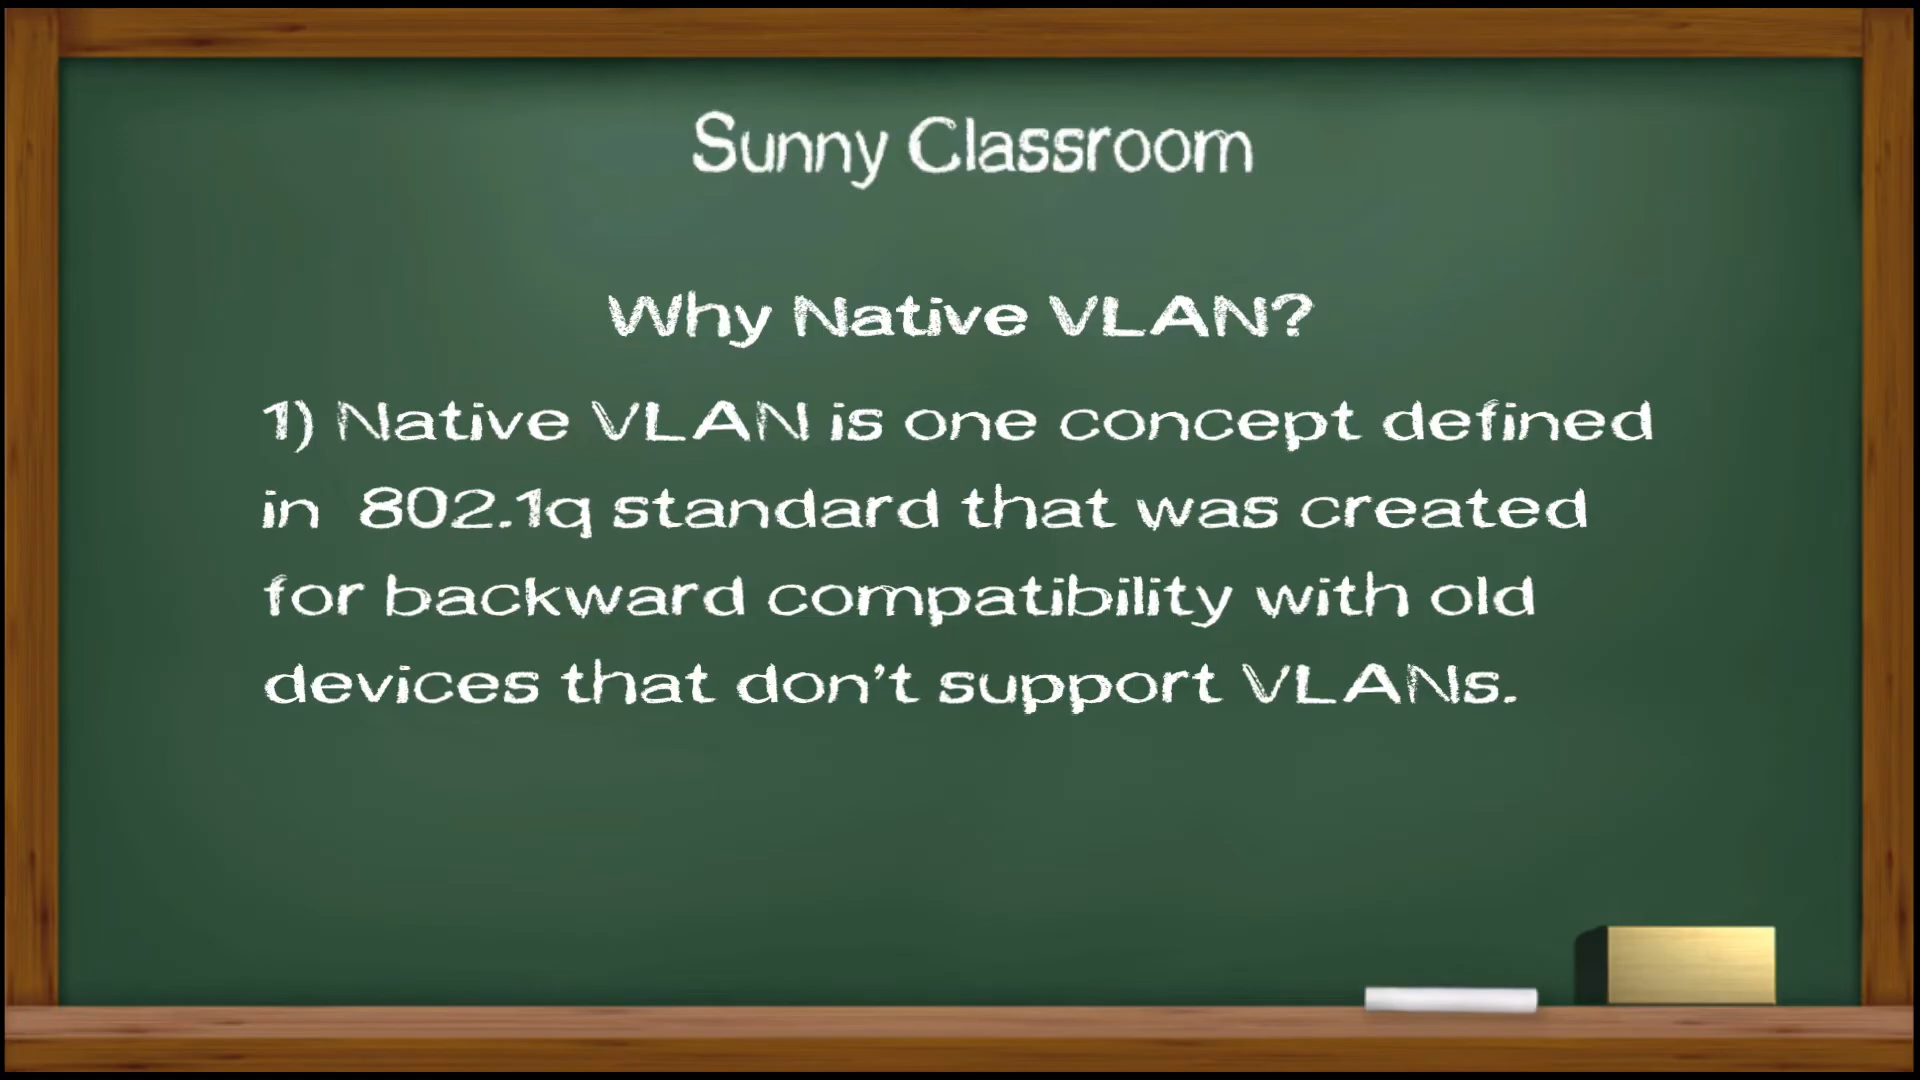 Sunny Classroom
Why Native VLAN?
1) Native VLAN is one concept defined
in 802.1q standard that was created
for backward compatibility with old
devices that don't support VLANs.